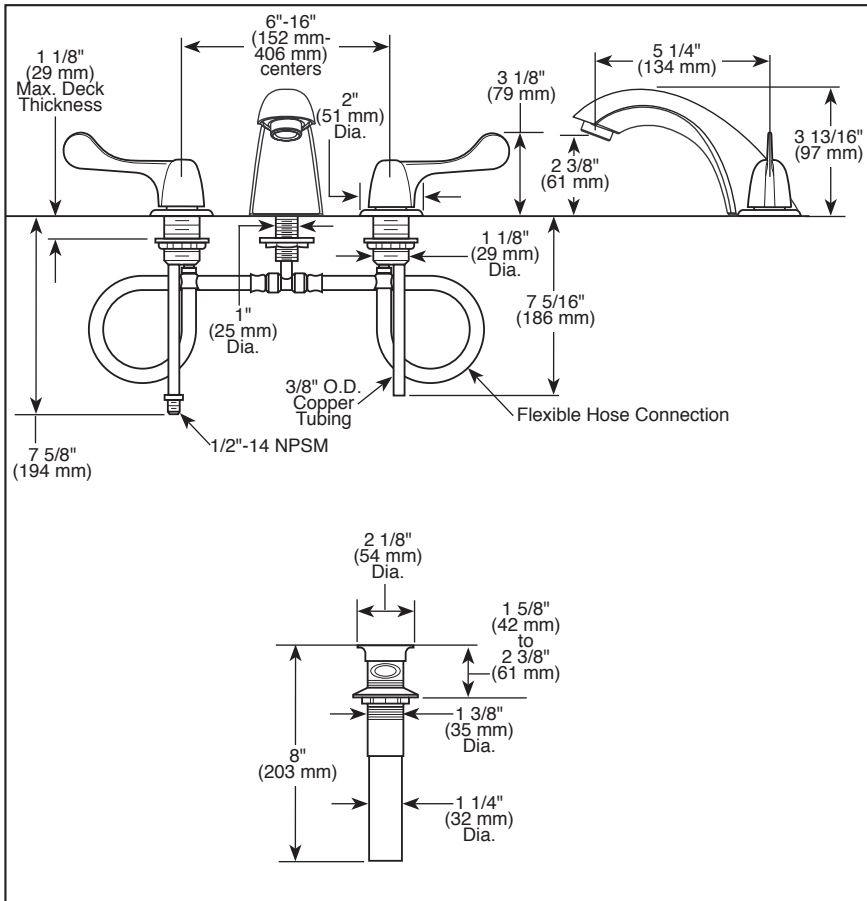 6"-16"
(152 mm-
406 mm)
centers
1 1/8"
(29 mm)
Max. Deck
Thickness
2"
(51 mm)
Dia.
3 1/8"
(79 mm)
5 1/4"
(134 mm)
2 3/8"
(61 mm)
3 13/16"
(97 mm)
1"
(25 mm)
Dia.
1 1/8"
(29 mm)
Dia.
7 5/16"
(186 mm)
3/8" O.D.
Copper
Tubing
Flexible Hose Connection
1/2"-14 NPSM
7 5/8"
(194 mm)
2 1/8"
(54 mm)
Dia.
1 5/8"
(42 mm)
to
2 3/8"
(61 mm)
1 3/8"
(35 mm)
Dia.
8"
(203 mm)
1 1/4"
(32 mm)
Dia.